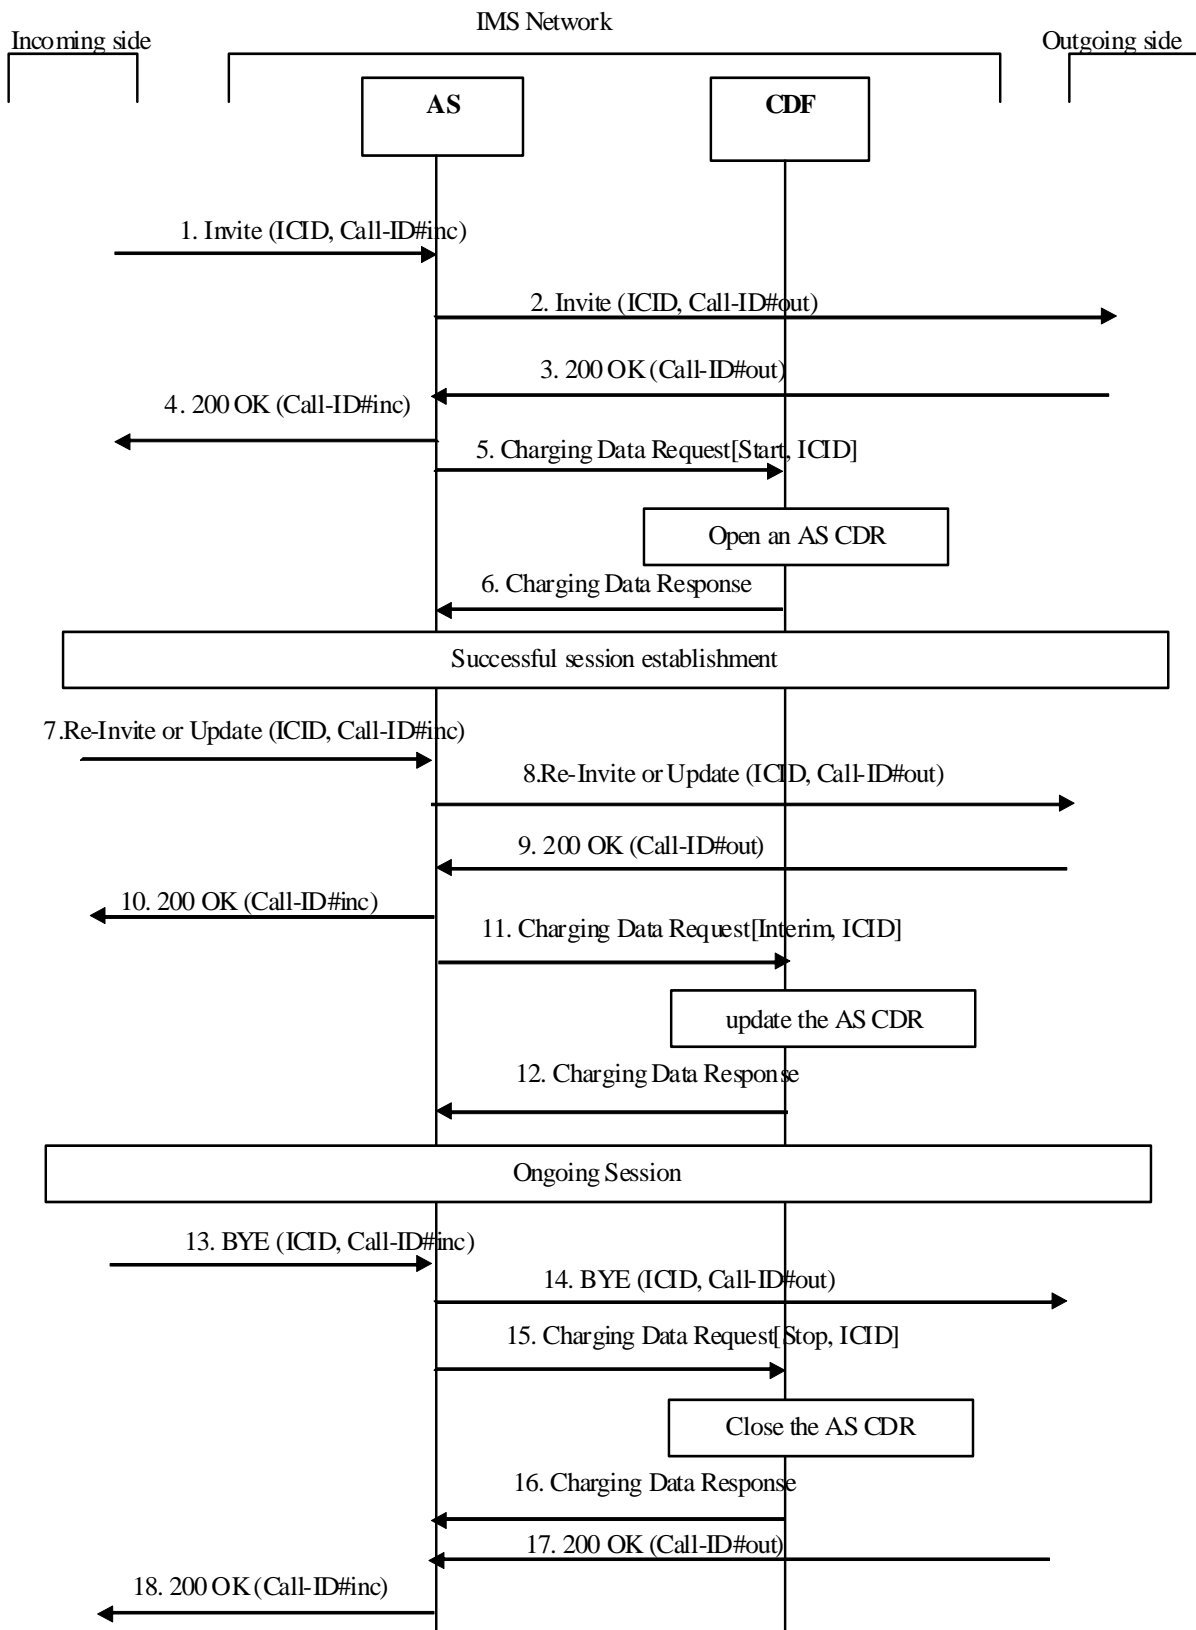 IMS Network
Incoming side
Outgoing side
AS
CDF
1. Invite (ICID, Call-ID#inc)
2. Invite (ICID, Call-ID#out)
3. 200 OK (Call-ID#out)
4. 200 OK (Call-ID#inc)
5. Charging Data Request[Start, ICID]
Open an AS CDR
6. Charging Data Response
Successful session establishment
7.Re-Invite or Update (ICID, Call-ID#inc)
8.Re-Invite or Update (ICID, Call-ID#out)
9. 200 OK (Call-ID#out)
10. 200 OK (Call-ID#inc)
11. Charging Data Request[Interim, ICID]
update the AS CDR
12. Charging Data Response
Ongoing Session
13. BYE (ICID, Call-ID#inc)
14. BYE (ICID, Call-ID#out)
15. Charging Data Request[Stop, ICID]
Close the AS CDR
16. Charging Data Response
17. 200 OK (Call-ID#out)
18. 200 OK (Call-ID#inc)